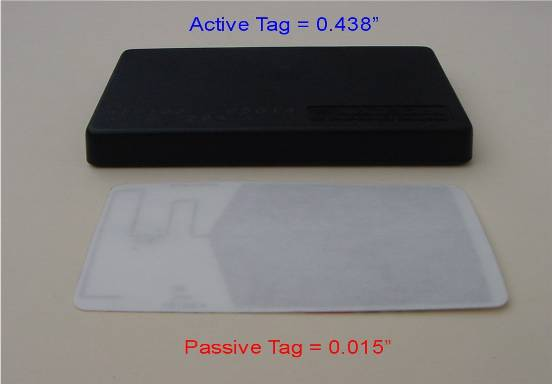 Active Tag = 0.438”
Passive Tag = 0.015”